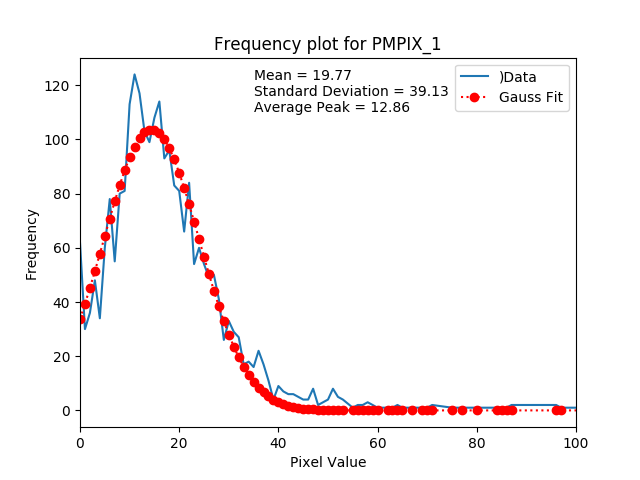 Frequency plot for PMPIX_1
Mean = 19.77
Standard Deviation = 39.13
Average Peak = 12.86
)Data
Gauss Fit
Frequency
120
100
80
60
40
20
0
0 20 40 60 80 100
Pixel Value